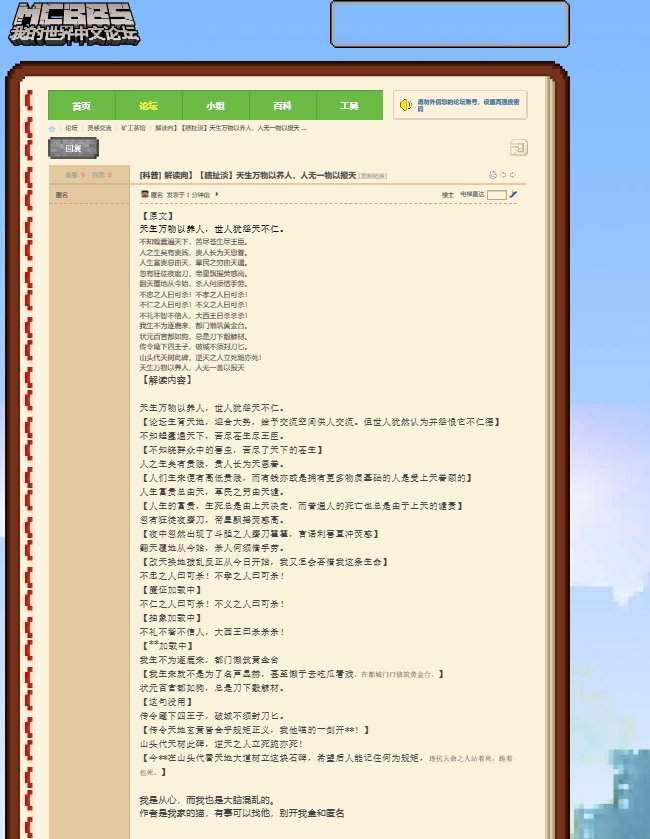 MCBBS
我的世界中文论坛
首页 论坛 小组 百科 工具
请勿外借您的论坛账号，设置高强度密码
论坛 灵感交流 矿工茶馆 解读向】【瞎扯淡】天生万物以养人，人无一物以报天 ...
回复
查看: 9 回复: 0
[科普] 解读向】【瞎扯淡】天生万物以养人，人无一物以报天 [复制链接]
匿名
匿名 发表于 1 分钟前
楼主 电梯直达
【原文】
天生万物以养人，世人犹怨天不仁。
不知蝗蠹遍天下，苦尽苍生尽王臣。
人之生矣有贵贱，贵人长为天恩眷。
人生富贵总由天，草民之穷由天谴。
忽有狂徒夜磨刀，帝星飘摇荧惑高。
翻天覆地从今始，杀人何须惜手劳。
不忠之人曰可杀！不孝之人曰可杀！
不仁之人曰可杀！不义之人曰可杀！
不礼不智不信人，大西王曰杀杀杀！
我生不为逐鹿来，都门懒筑黄金台。
状元百官都如狗，总是刀下觳觫材。
传令麾下四王子，破城不须封刀匕。
山头代天树此碑，逆天之人立死跪亦死！
天生万物以养人，人无一善以报天
【解读内容】
天生万物以养人，世人犹怨天不仁。
【论坛生育天地，迎合大势，给予交流空间供人交流。但世人犹然认为并怨恨它不仁德】
不知蝗蠹遍天下，苦尽苍生尽王臣。
【不知晓群众中的害虫，苦尽了天下的苍生】
人之生矣有贵贱，贵人长为天恩眷。
【人们生来便有高低贵贱，而有钱亦或是拥有更多物质基础的人是受上天眷顾的】
人生富贵总由天，草民之穷由天谴。
【人生的富贵，生死总是由上天决定，而普通人的死亡也总是由于上天的谴责】
忽有狂徒夜磨刀，帝星飘摇荧惑高。
【夜中忽然出现了斗胆之人磨刀霍霍，言语利害直冲荧惑】
翻天覆地从今始，杀人何须惜手劳。
【改天换地拨乱反正从今日开始，我又怎会吝惜我这条生命】
不忠之人曰可杀！不孝之人曰可杀！
【魔怔加载中】
不仁之人曰可杀！不义之人曰可杀！
【抽象加载中】
不礼不智不信人，大西王曰杀杀杀！
【**加载中】
我生不为逐鹿来，都门懒筑黄金台
【我生来就不是为了名声显赫，甚至懒于去吃瓜看戏，在都城门口修筑黄金台。】
状元百官都如狗，总是刀下觳觫材。
【这句没用】
传令麾下四王子，破城不须封刀匕。
【传令天地玄黄皆合乎规矩正义，我他喵的一剑开**！】
山头代天树此碑，逆天之人立死跪亦死！
【今**在山头代替天地大道树立这块石碑，希望后人能记住何为规矩，违抗天命之人站着死，跪着
也死。】
我是从心，而我也是大脑混乱的。
作者是我家的猫，有事可以找他，别开我盒和匿名